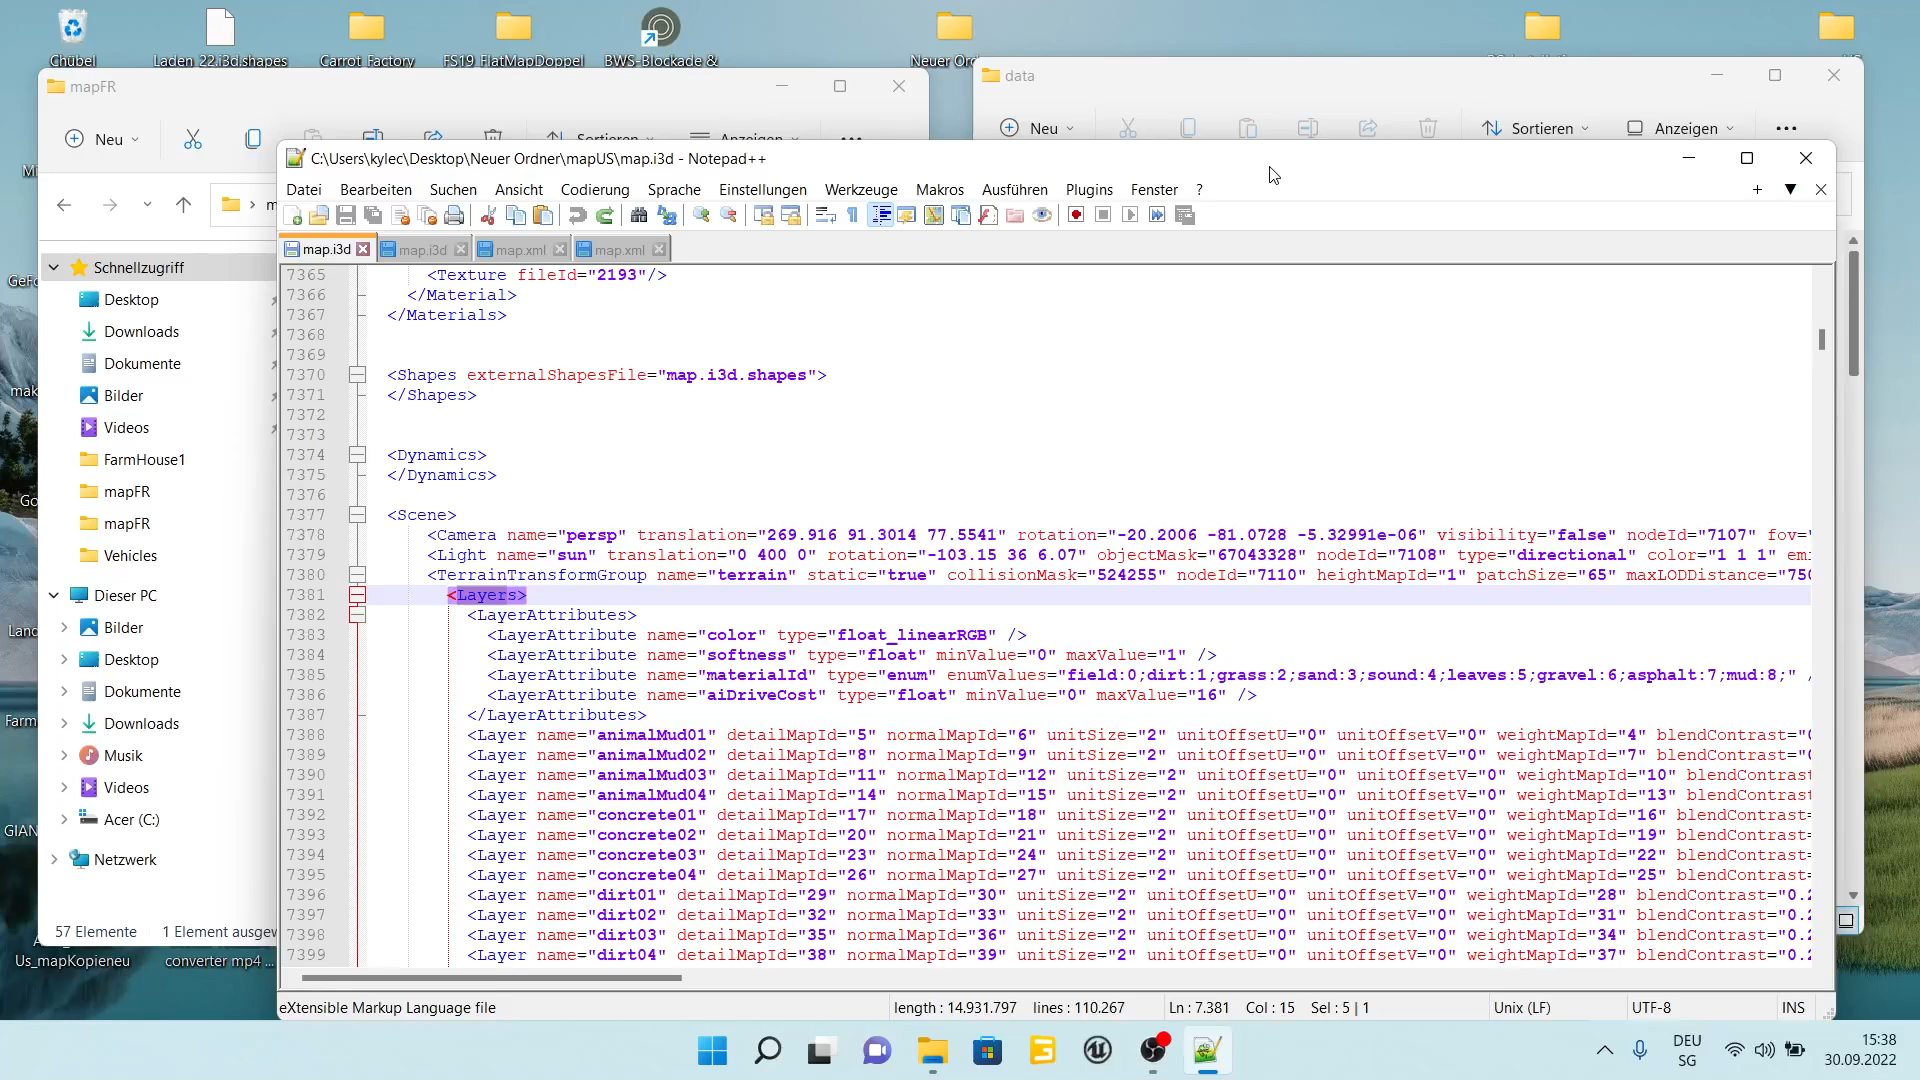 Chübel
Laden_22.i3d.shapes
Carrot_Factory
FS19_FlatMapDoppel
BWS-Blockade &
mapFR
data
Neu
Sortieren
Anzeigen
Neu
Sortieren
Anzeigen
C:\Users\kylec\Desktop\Neuer Ordner\mapUS\map.i3d - Notepad++
Datei Bearbeiten Suchen Ansicht Codierung Sprache Einstellungen Werkzeuge Makros Ausführen Plugins Fenster ?
map.i3d map.i3d map.xml map.xml
Schnellzugriff
Desktop
Downloads
Dokumente
Bilder
Videos
FarmHouse1
mapFR
mapFR
Vehicles
Dieser PC
Bilder
Desktop
Dokumente
Downloads
Musik
Videos
Acer (C:)
Netzwerk
57 Elemente
1 Element ausgew
Us_mapKopieneu
converter mp4 ...
7365 <Texture fileId="2193"/>
7366 </Material>
7367 </Materials>
7368
7369
7370 <Shapes externalShapesFile="map.i3d.shapes">
7371 </Shapes>
7372
7373
7374 <Dynamics>
7375 </Dynamics>
7376
7377 <Scene>
7378 <Camera name="persp" translation="269.916 91.3014 77.5541" rotation="-20.2006 -81.0728 -5.32991e-06" visibility="false" nodeId="7107" fov="
7379 <Light name="sun" translation="0 400 0" rotation="-103.15 36 6.07" objectMask="67043328" nodeId="7108" type="directional" color="1 1 1" emi
7380 <TerrainTransformGroup name="terrain" static="true" collisionMask="524255" nodeId="7110" heightMapId="1" patchSize="65" maxLODDistance="750
7381 <Layers>
7382 <LayerAttributes>
7383 <LayerAttribute name="color" type="float_linearRGB" />
7384 <LayerAttribute name="softness" type="float" minValue="0" maxValue="1" />
7385 <LayerAttribute name="materialId" type="enum" enumValues="field:0;dirt:1;grass:2;sand:3;sound:4;leaves:5;gravel:6;asphalt:7;mud:8;" /
7386 <LayerAttribute name="aiDriveCost" type="float" minValue="0" maxValue="16" />
7387 </LayerAttributes>
7388 <Layer name="animalMud01" detailMapId="5" normalMapId="6" unitSize="2" unitOffsetU="0" unitOffsetV="0" weightMapId="4" blendContrast="0
7389 <Layer name="animalMud02" detailMapId="8" normalMapId="9" unitSize="2" unitOffsetU="0" unitOffsetV="0" weightMapId="7" blendContrast="0
7390 <Layer name="animalMud03" detailMapId="11" normalMapId="12" unitSize="2" unitOffsetU="0" unitOffsetV="0" weightMapId="10" blendContrast
7391 <Layer name="animalMud04" detailMapId="14" normalMapId="15" unitSize="2" unitOffsetU="0" unitOffsetV="0" weightMapId="13" blendContrast
7392 <Layer name="concrete01" detailMapId="17" normalMapId="18" unitSize="2" unitOffsetU="0" unitOffsetV="0" weightMapId="16" blendContrast=
7393 <Layer name="concrete02" detailMapId="20" normalMapId="21" unitSize="2" unitOffsetU="0" unitOffsetV="0" weightMapId="19" blendContrast=
7394 <Layer name="concrete03" detailMapId="23" normalMapId="24" unitSize="2" unitOffsetU="0" unitOffsetV="0" weightMapId="22" blendContrast=
7395 <Layer name="concrete04" detailMapId="26" normalMapId="27" unitSize="2" unitOffsetU="0" unitOffsetV="0" weightMapId="25" blendContrast=
7396 <Layer name="dirt01" detailMapId="29" normalMapId="30" unitSize="2" unitOffsetU="0" unitOffsetV="0" weightMapId="28" blendContrast="0.2
7397 <Layer name="dirt02" detailMapId="32" normalMapId="33" unitSize="2" unitOffsetU="0" unitOffsetV="0" weightMapId="31" blendContrast="0.2
7398 <Layer name="dirt03" detailMapId="35" normalMapId="36" unitSize="2" unitOffsetU="0" unitOffsetV="0" weightMapId="34" blendContrast="0.2
7399 <Layer name="dirt04" detailMapId="38" normalMapId="39" unitSize="2" unitOffsetU="0" unitOffsetV="0" weightMapId="37" blendContrast="0.2
eXtensible Markup Language file
length : 14.931.797 lines : 110.267
Ln : 7.381 Col : 15 Sel : 5 | 1
Unix (LF)
UTF-8
INS
DEU
SG
15:38
30.09.2022